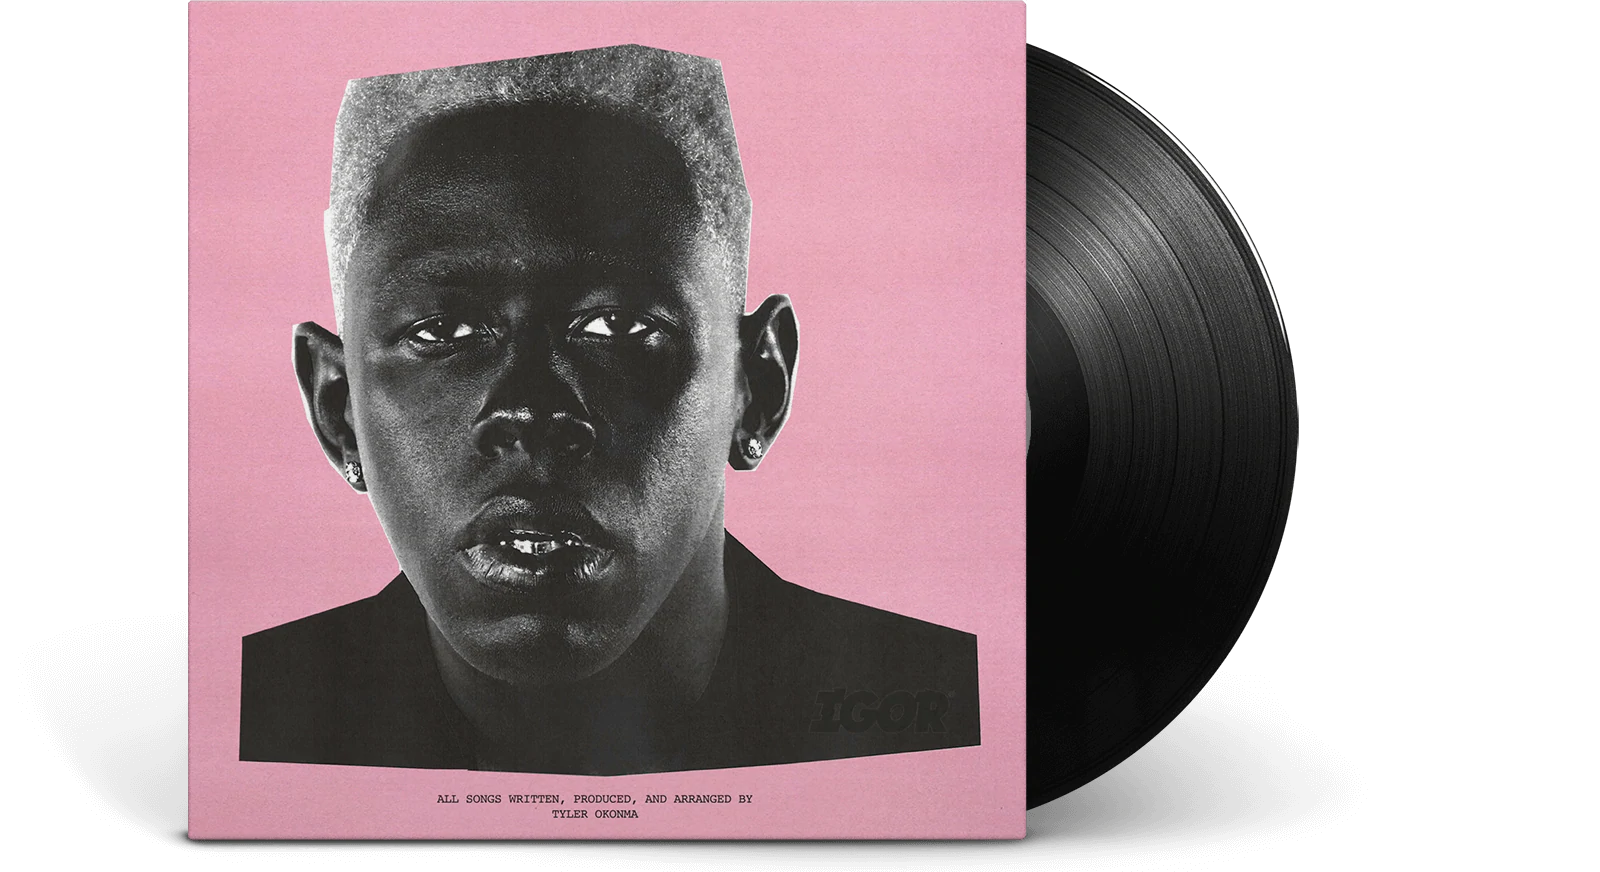 IGOR
ALL SONGS WRITTEN, PRODUCED, AND ARRANGED BY
TYLER OKONMA